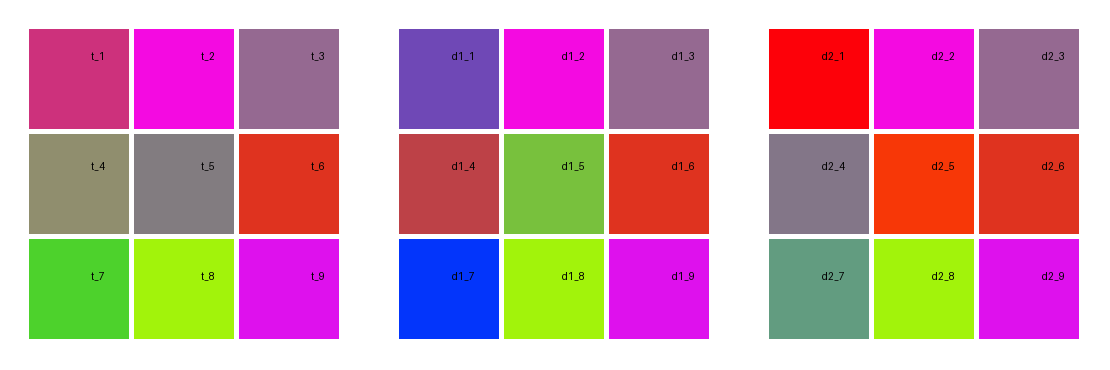 t_1 t_2 t_3 d1_1 d1_2 d1_3 d2_1 d2_2 d2_3
t_4 t_5 t_6 d1_4 d1_5 d1_6 d2_4 d2_5 d2_6
t_7 t_8 t_9 d1_7 d1_8 d1_9 d2_7 d2_8 d2_9